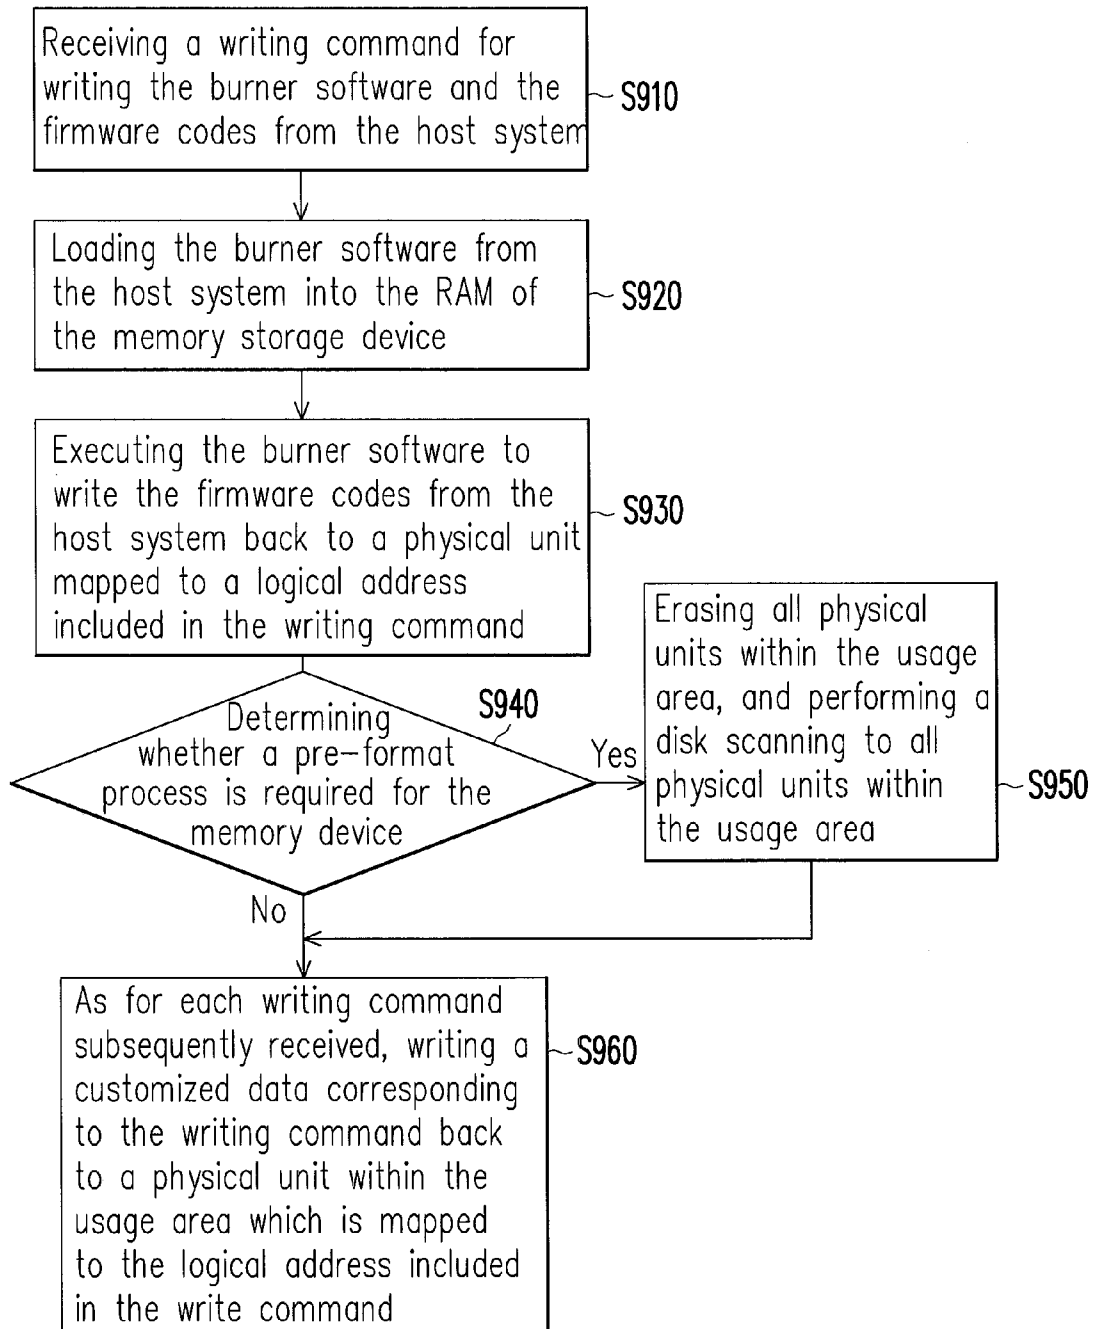 Receiving a writing command for
writing the burner software and the
firmware codes from the host system
S910
Loading the burner software from
the host system into the RAM of
the memory storage device
S920
Executing the burner software to
write the firmware codes from the
host system back to a physical unit
mapped to a logical address
included in the writing command
S930
Determining
whether a pre-format
process is required for the
memory device
S940
Yes
Erasing all physical
units within the usage
area, and performing a
disk scanning to all
physical units within
the usage area
S950
No
As for each writing command
subsequently received, writing a
customized data corresponding
to the writing command back
to a physical unit within the
usage area which is mapped
to the logical address included
in the write command
S960